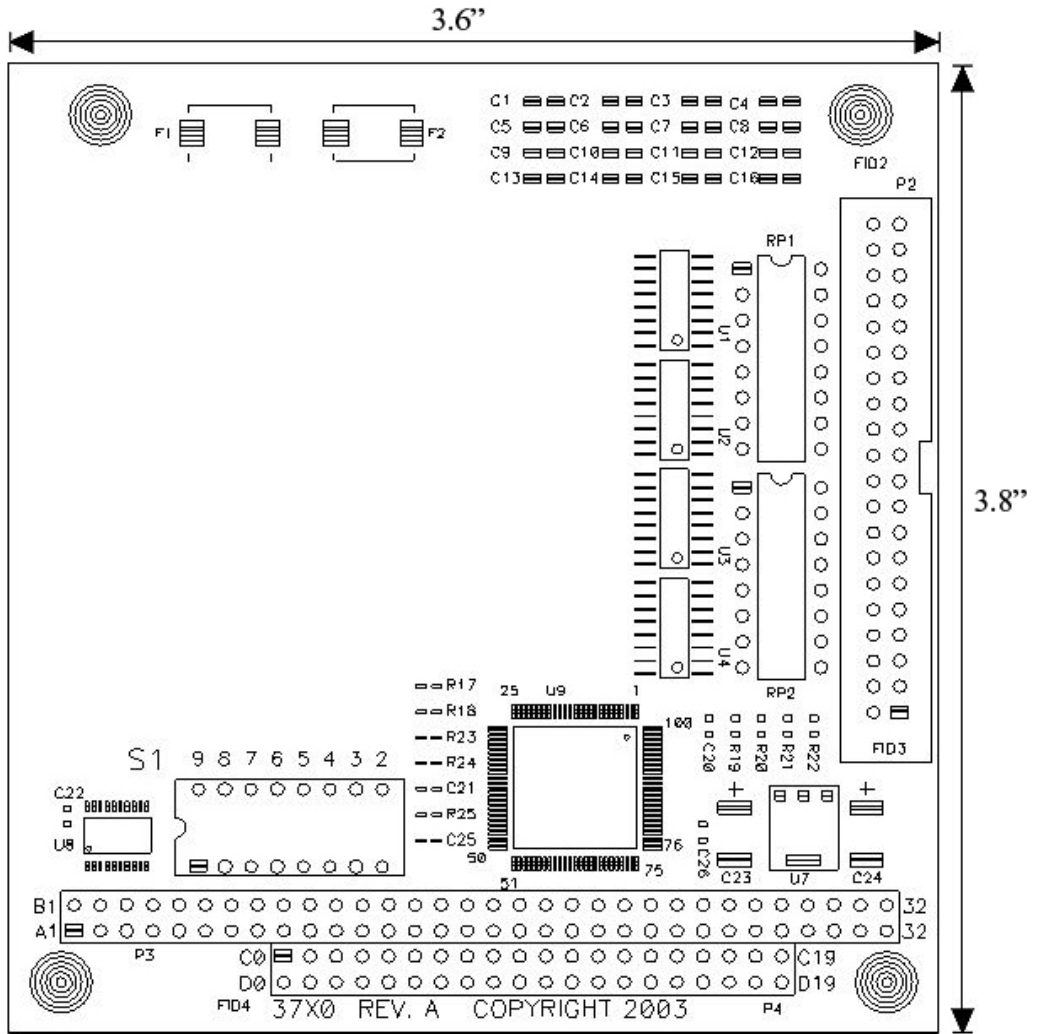 3.6”
F1 F2
C1 C2 C3 C4
C5 C6 C7 C8
C9 C10 C11 C12
C13 C14 C15 C16
FID2
P2
RP1
U1
U2
3.8”
U3
U4
RP2
R17
25 U9 1
R18
100
R23
R24
C21
R25
C25
C20 R19 R20 R21 R22
FID3
S1 9 8 7 6 5 4 3 2
C22
U8
50
76
51
75
C26
C23 U7 C24
B1 32
A1 32
P3
C0 C19
D0 D19
FID4 37X0 REV. A COPYRIGHT 2003 P4